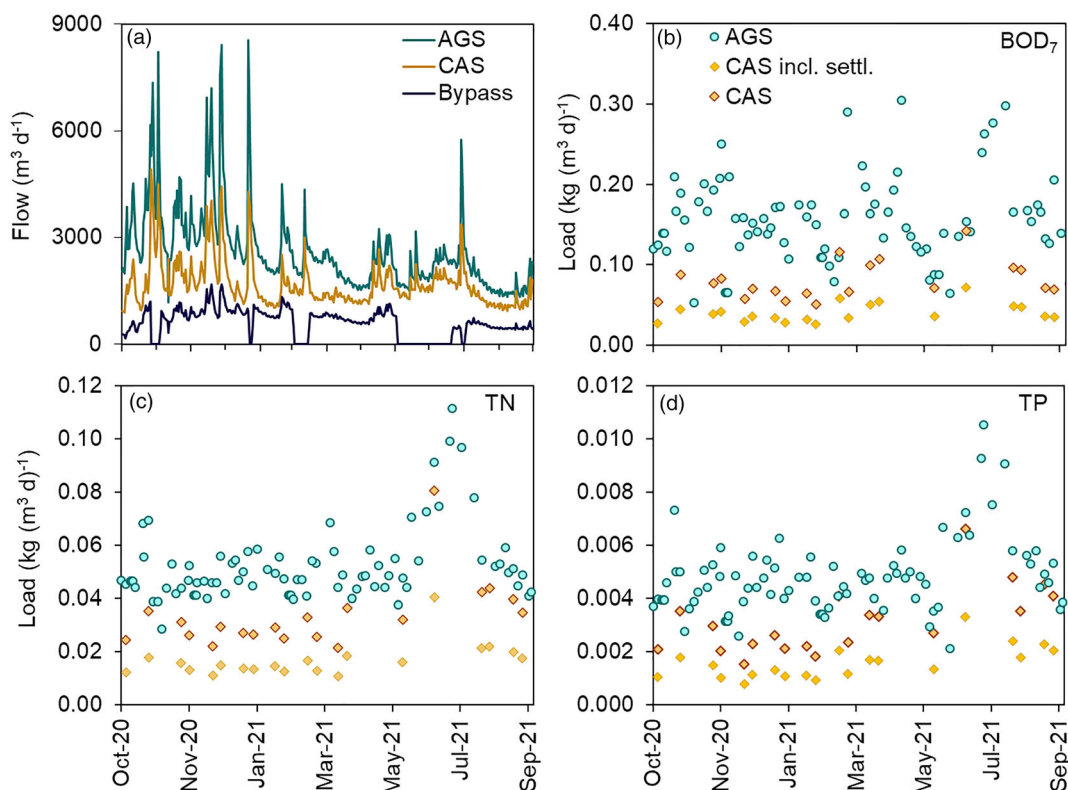 (a)
AGS
CAS
Bypass
9000
6000
3000
0
Flow (m³ d⁻¹)
(b)
AGS
CAS incl. settl.
CAS
BOD₇
0.40
0.30
0.20
0.10
0.00
Load (kg (m³ d)⁻¹)
(c)
TN
0.12
0.10
0.08
0.06
0.04
0.02
0.00
Load (kg (m³ d)⁻¹)
Oct-20
Nov-20
Jan-21
Mar-21
May-21
Jul-21
Sep-21
(d)
TP
0.012
0.010
0.008
0.006
0.004
0.002
0.000
Oct-20
Nov-20
Jan-21
Mar-21
May-21
Jul-21
Sep-21